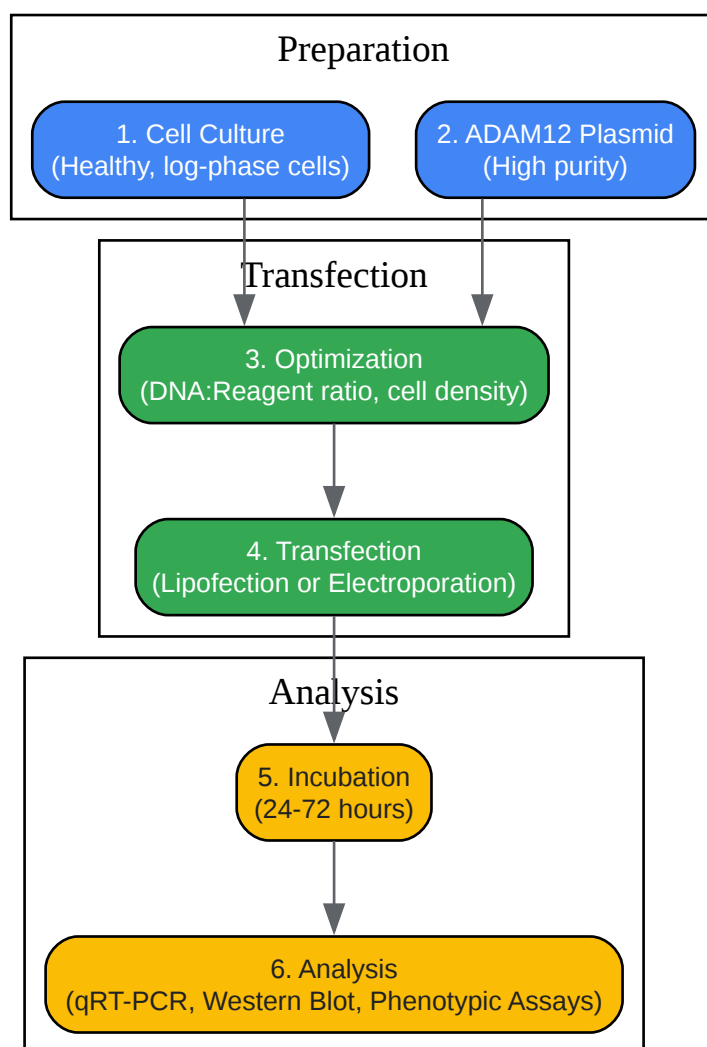 Preparation
1. Cell Culture
(Healthy, log-phase cells)
2. ADAM12 Plasmid
(High purity)
Transfection
3. Optimization
(DNA:Reagent ratio, cell density)
4. Transfection
(Lipofection or Electroporation)
Analysis
5. Incubation
(24-72 hours)
6. Analysis
(qRT-PCR, Western Blot, Phenotypic Assays)